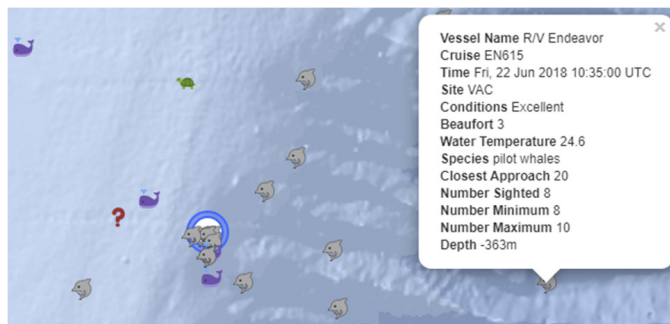 Vessel Name R/V Endeavor
Cruise EN615
Time Fri, 22 Jun 2018 10:35:00 UTC
Site VAC
Conditions Excellent
Beaufort 3
Water Temperature 24.6
Species pilot whales
Closest Approach 20
Number Sighted 8
Number Minimum 8
Number Maximum 10
Depth -363m